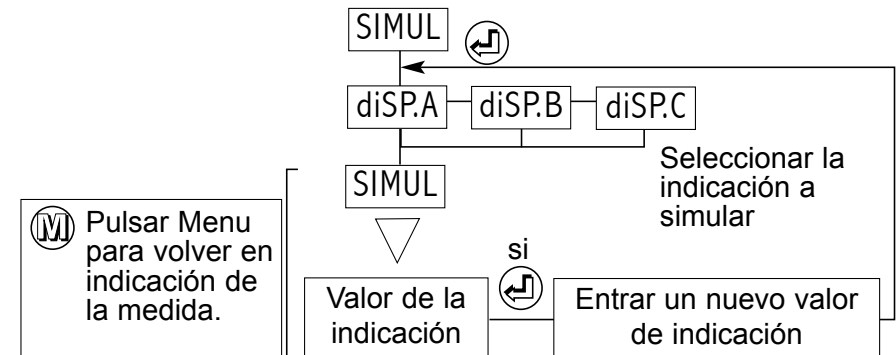 SIMUL
diSP.A diSP.B diSP.C
Seleccionar la
indicación a
simular
SIMUL
M Pulsar Menu
para volver en
indicación de
la medida.
si
Valor de la
indicación
Entrar un nuevo valor
de indicación